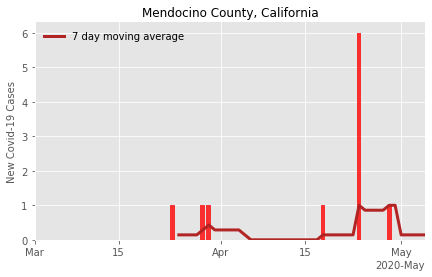 Mendocino County, California
7 day moving average
New Covid-19 Cases
6
5
4
3
2
1
0
Mar
15
Apr
15
May
2020-May